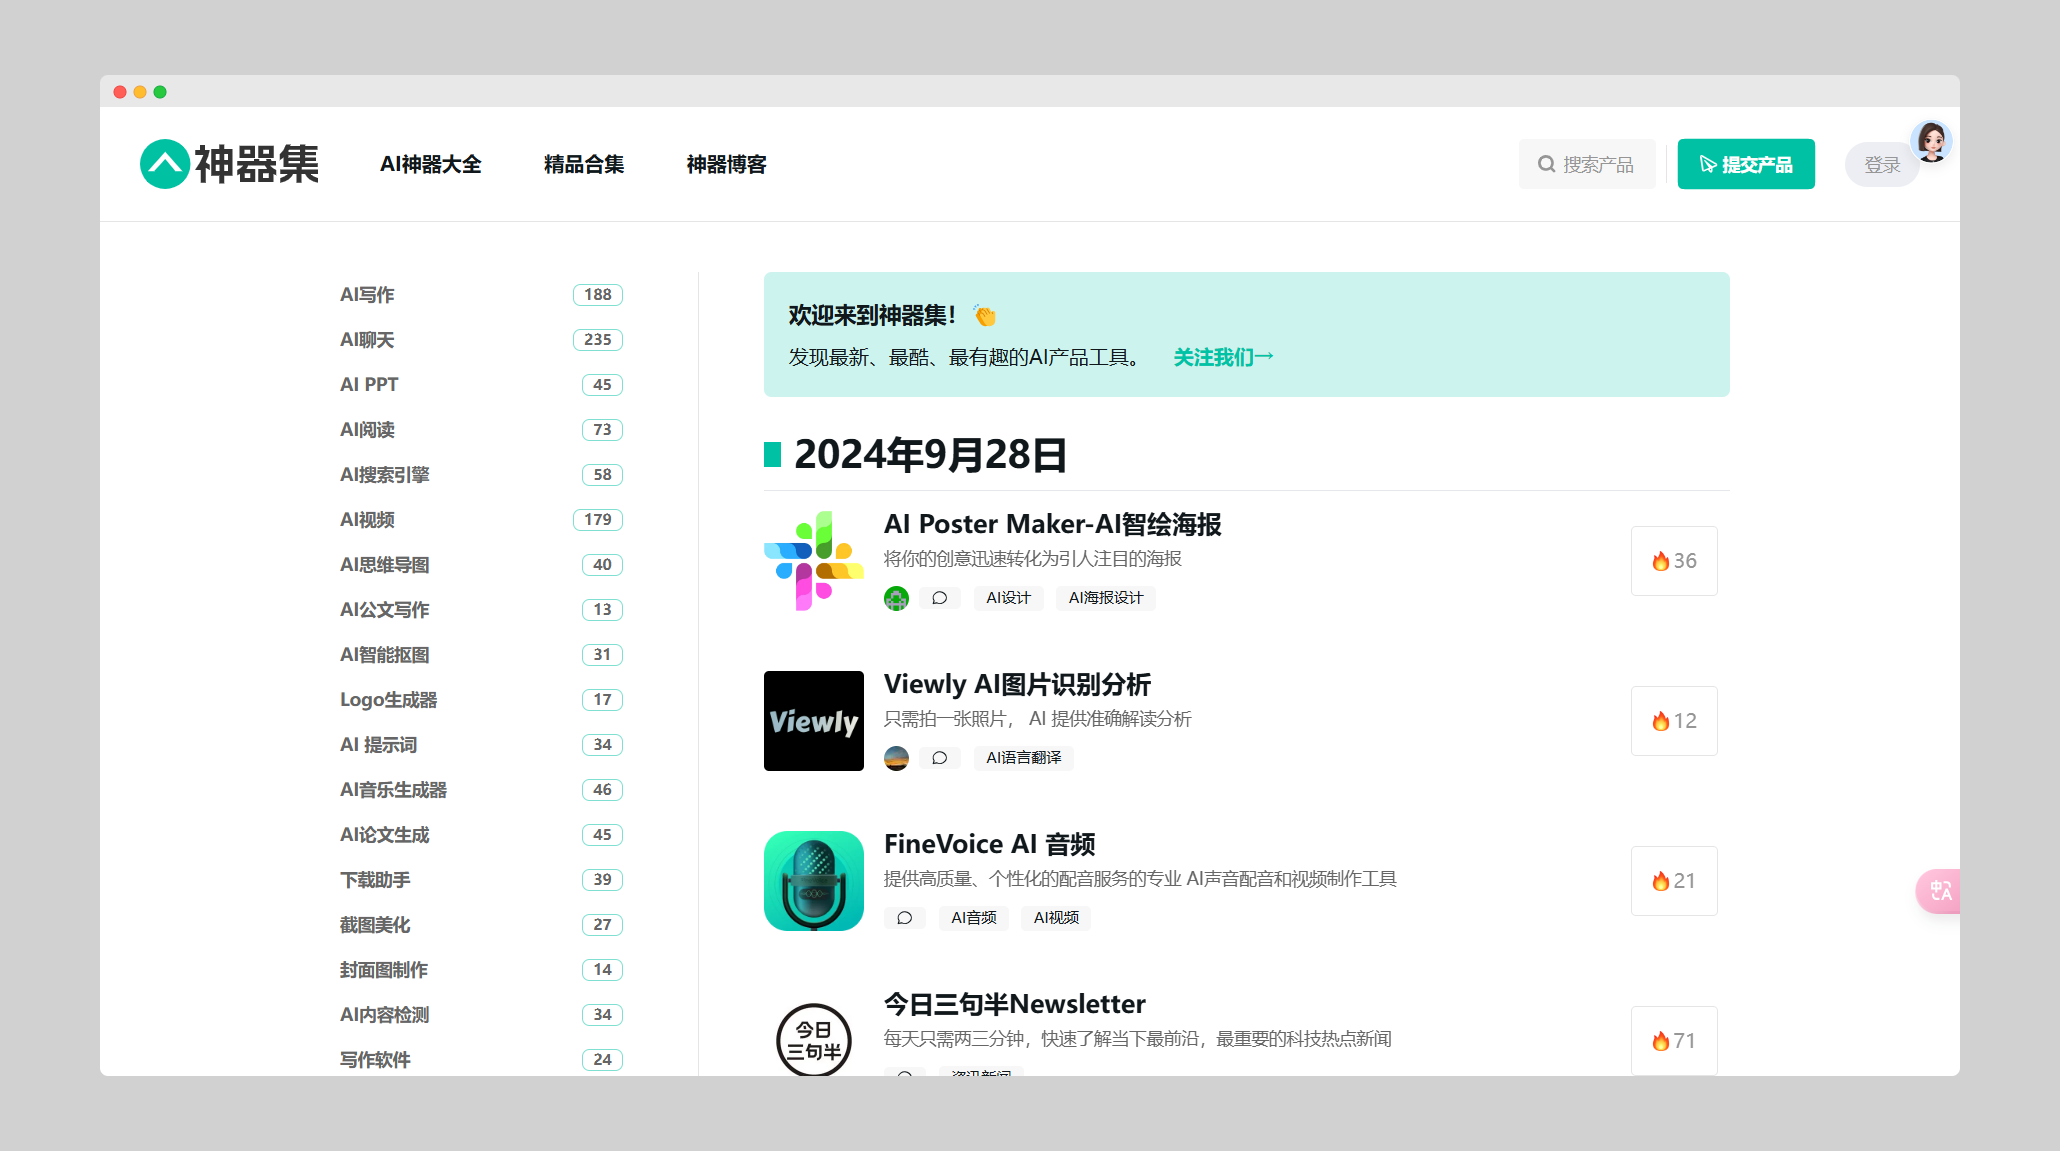 神器集
AI神器大全
精品合集
神器博客
搜索产品
提交产品
登录
AI写作 188
AI聊天 235
AI PPT 45
AI阅读 73
AI搜索引擎 58
AI视频 179
AI思维导图 40
AI公文写作 13
AI智能抠图 31
Logo生成器 17
AI 提示词 34
AI音乐生成器 46
AI论文生成 45
下载助手 39
截图美化 27
封面图制作 14
AI内容检测 34
写作软件 24
欢迎来到神器集！ 👏
发现最新、最酷、最有趣的AI产品工具。 关注我们→
2024年9月28日
AI Poster Maker-AI智绘海报
将你的创意迅速转化为引人注目的海报
AI设计 AI海报设计
🔥36
Viewly
Viewly AI图片识别分析
只需拍一张照片， AI 提供准确解读分析
AI语言翻译
🔥12
FineVoice AI 音频
提供高质量、个性化的配音服务的专业 AI声音配音和视频制作工具
AI音频 AI视频
🔥21
今日
三句半
今日三句半Newsletter
每天只需两三分钟，快速了解当下最前沿，最重要的科技热点新闻
资讯新闻
🔥71
中A